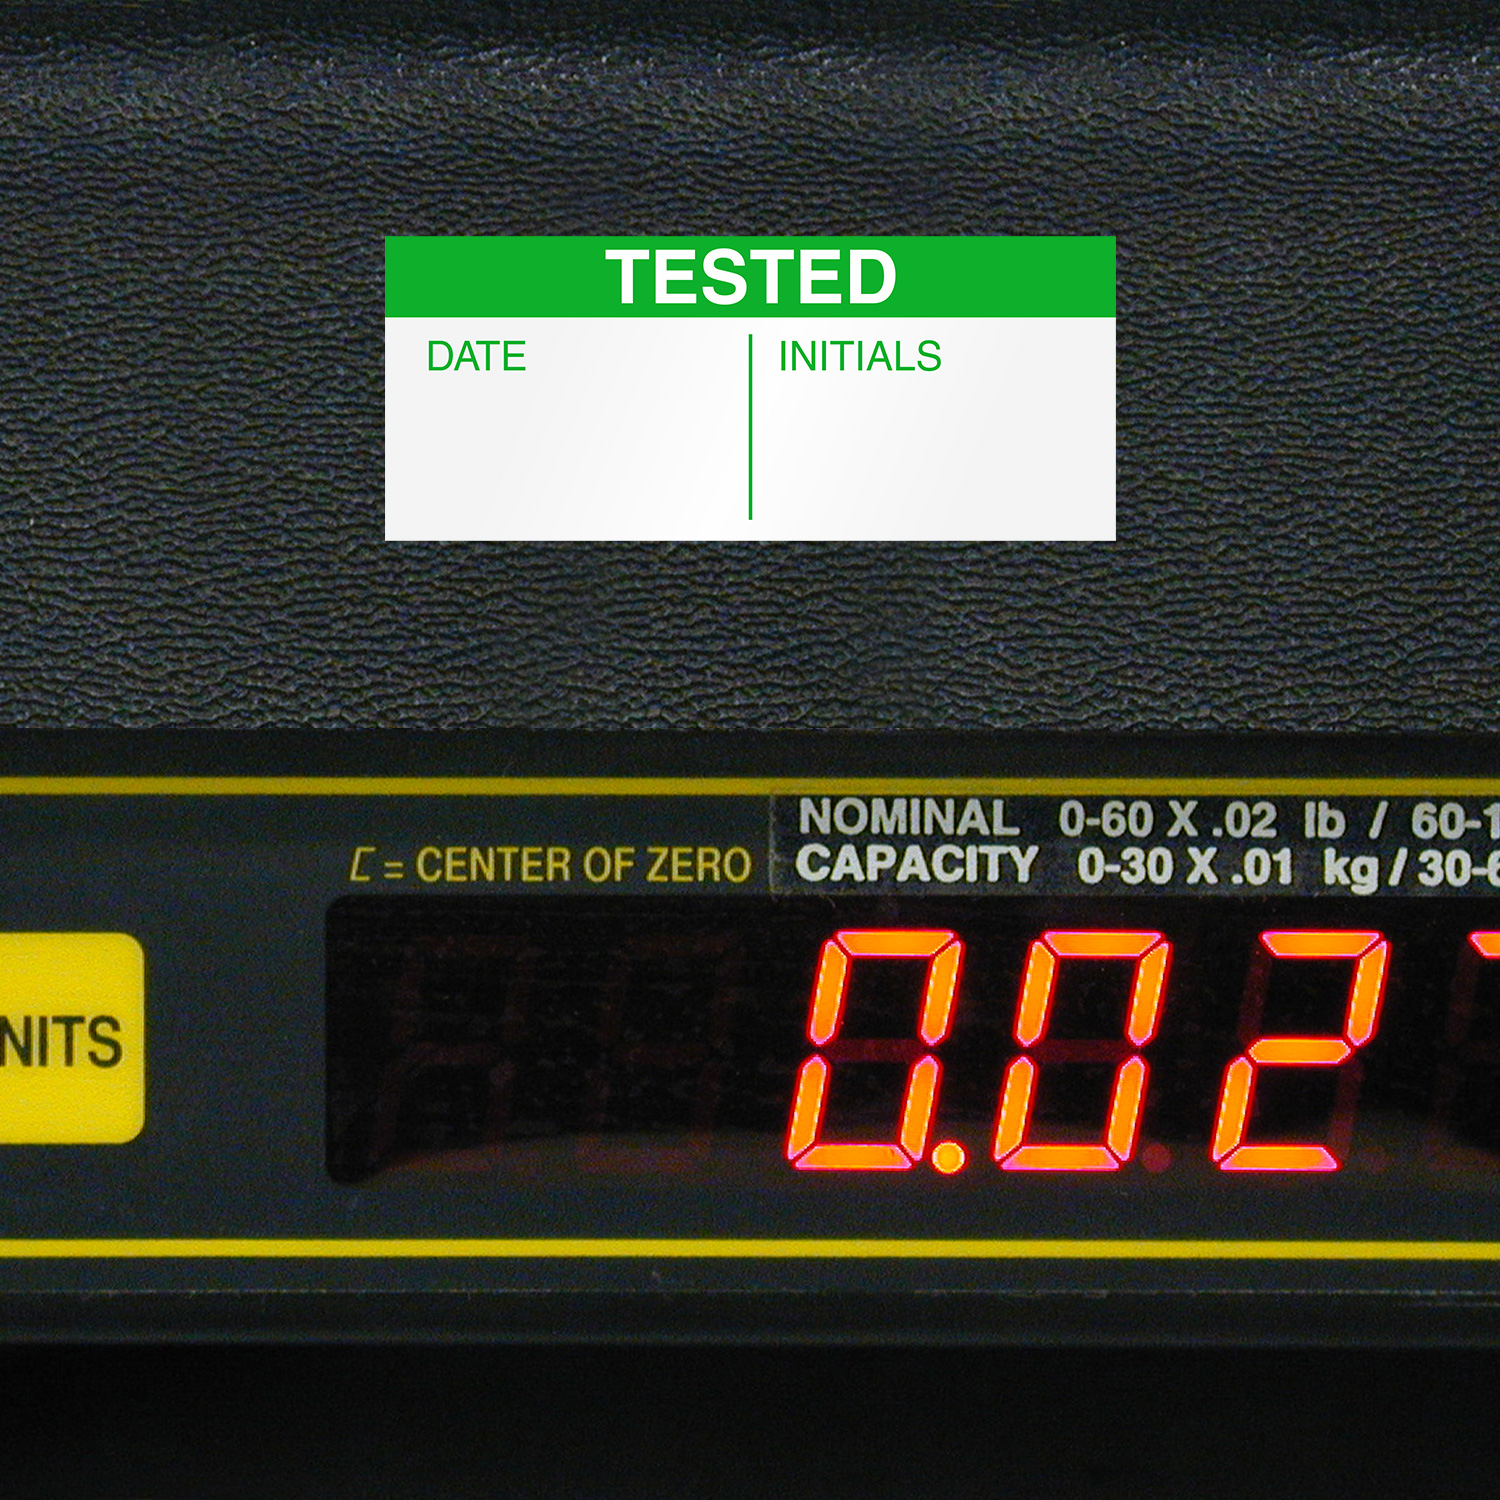 TESTED
DATE INITIALS
NOMINAL 0-60 X .02 lb / 60-1
CAPACITY 0-30 X .01 kg / 30-6
= CENTER OF ZERO
NITS
0.02